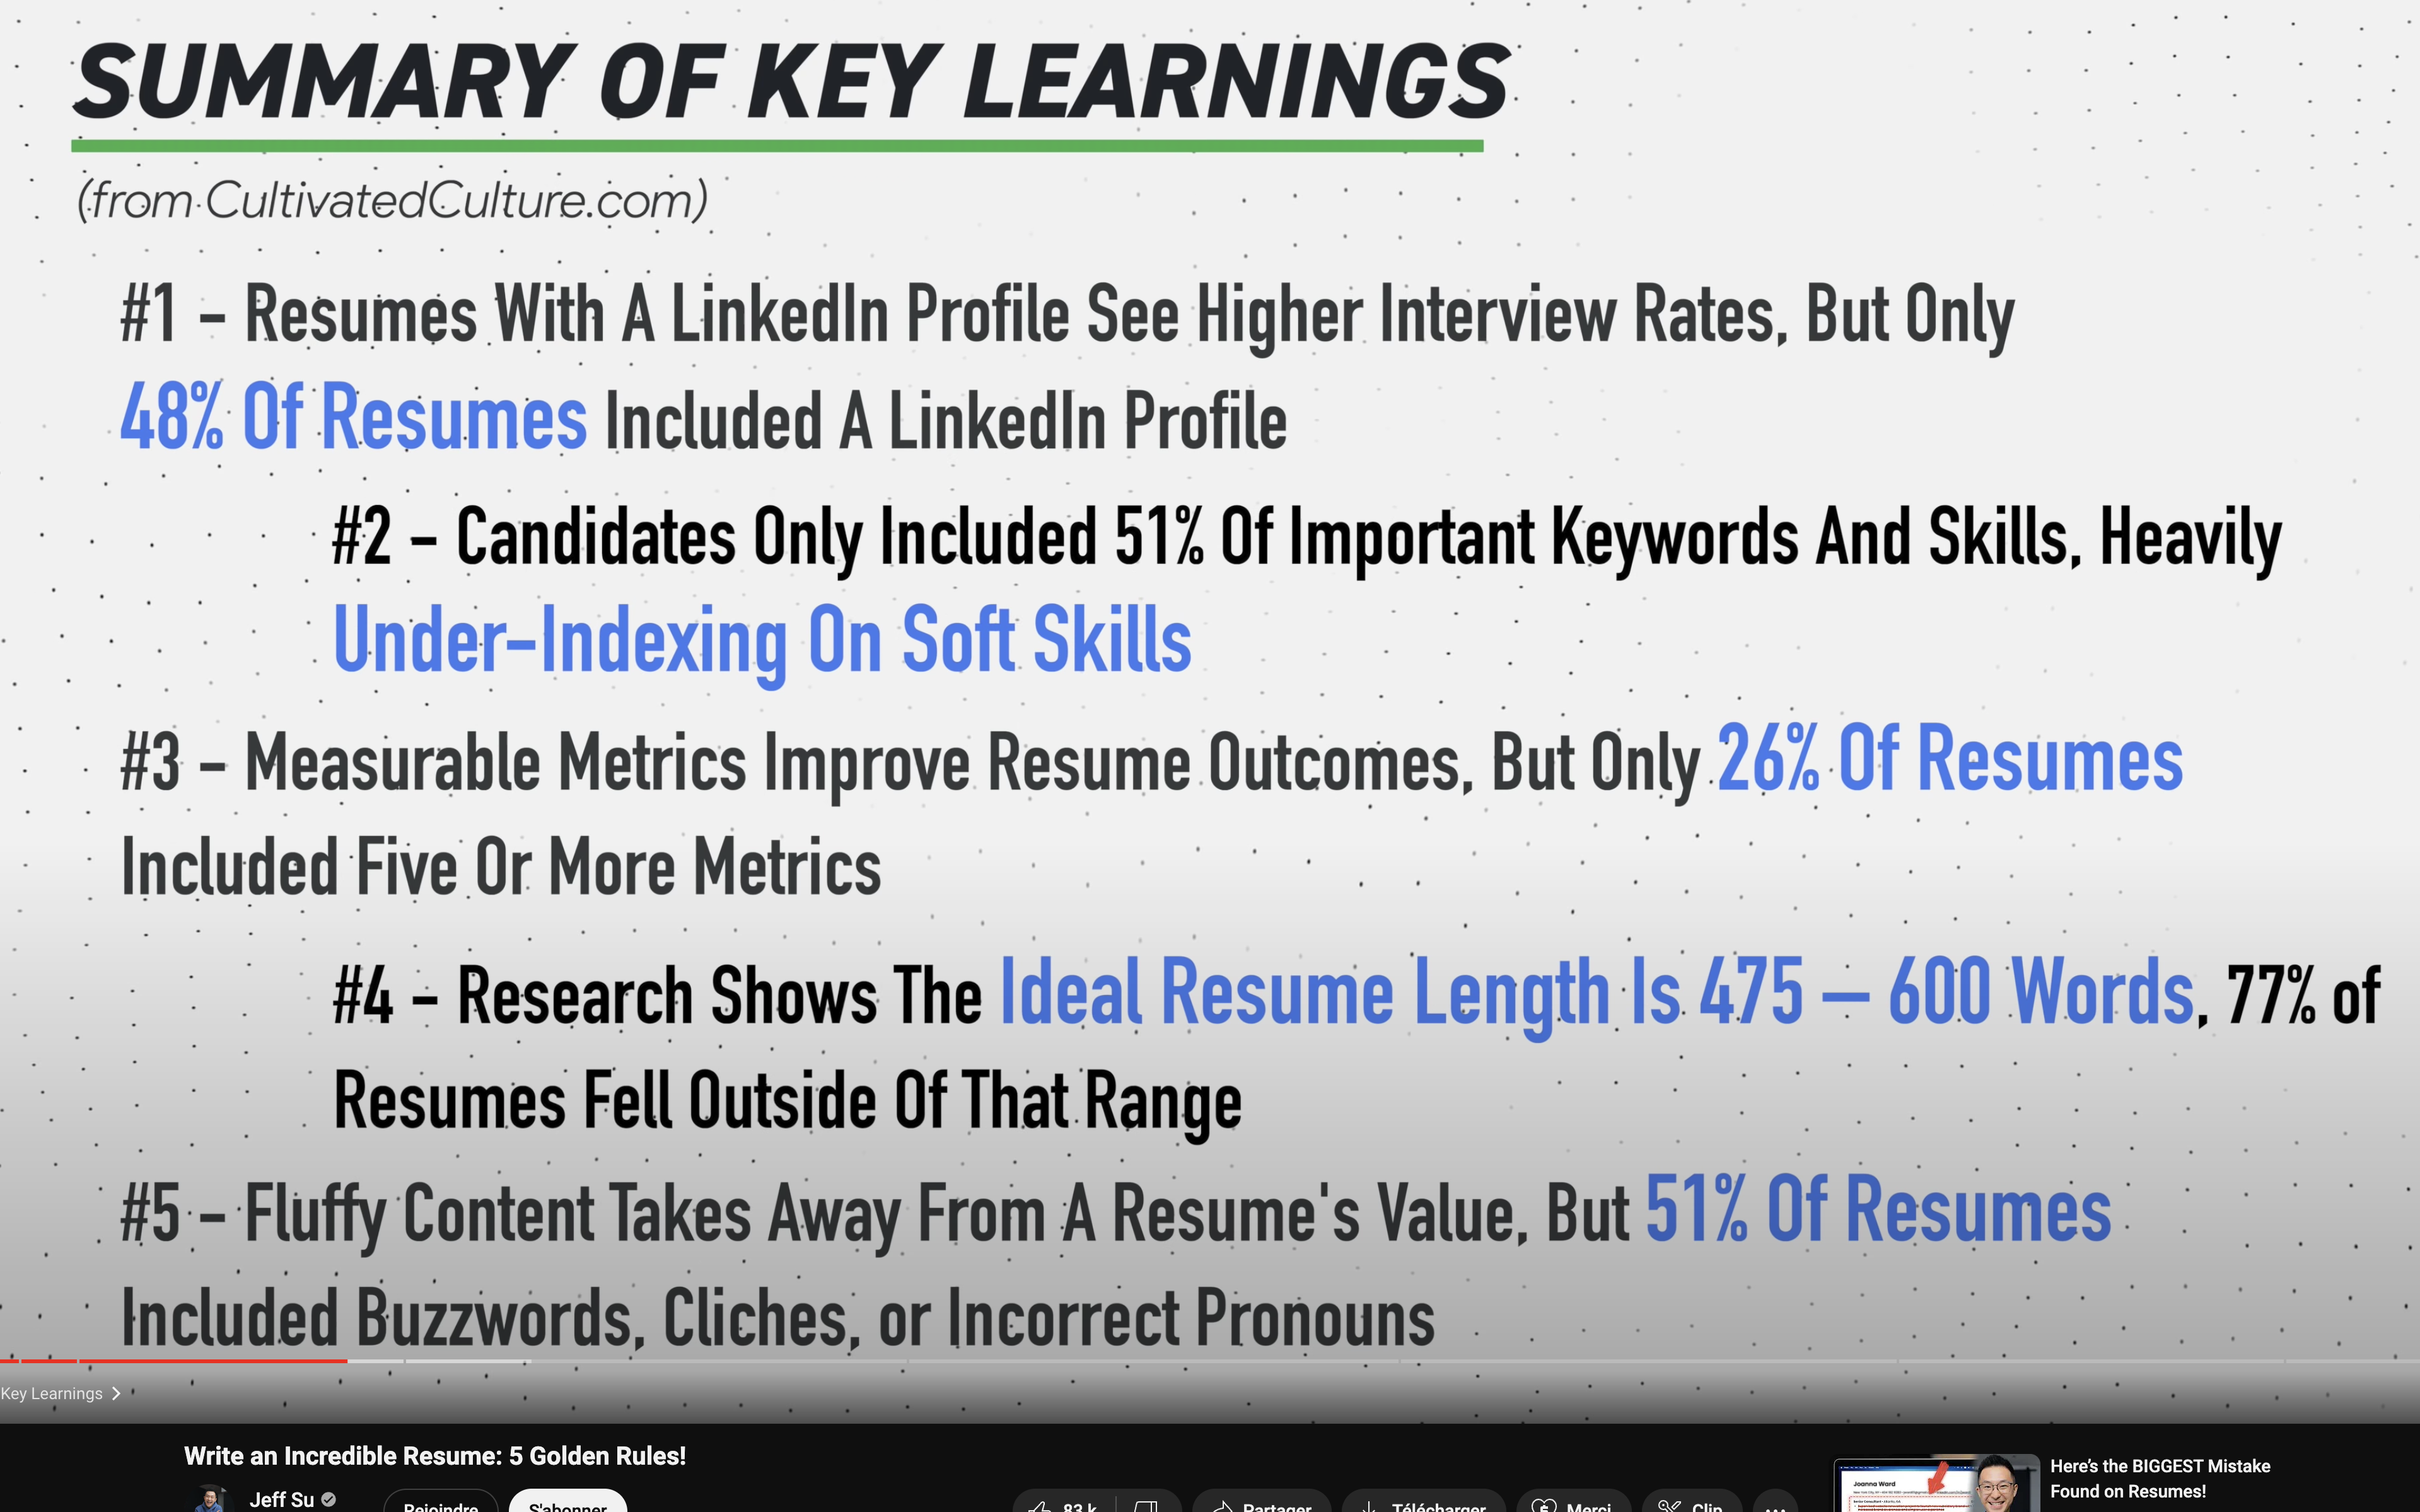 SUMMARY OF KEY LEARNINGS
(from CultivatedCulture.com)
#1 - Resumes With A LinkedIn Profile See Higher Interview Rates, But Only
48% Of Resumes Included A LinkedIn Profile
#2 - Candidates Only Included 51% Of Important Keywords And Skills, Heavily
Under-Indexing On Soft Skills
#3 - Measurable Metrics Improve Resume Outcomes, But Only 26% Of Resumes
Included Five Or More Metrics
#4 - Research Shows The Ideal Resume Length Is 475 — 600 Words, 77% of
Resumes Fell Outside Of That Range
#5 - Fluffy Content Takes Away From A Resume's Value, But 51% Of Resumes
Included Buzzwords, Cliches, or Incorrect Pronouns
Key Learnings
Write an Incredible Resume: 5 Golden Rules!
Jeff Su
Rejoindre
S'abonner
83 k
Partager
Télécharger
Merci
Clip
Joanna Ward
Here's the BIGGEST Mistake
Found on Resumes!